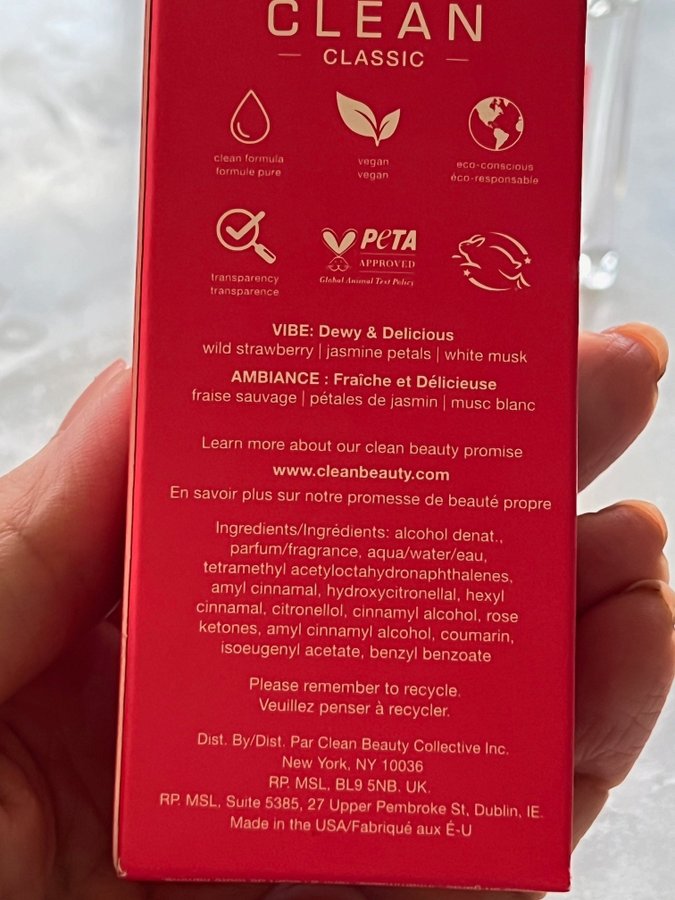 CLEAN
CLASSIC
clean formula
formule pure
vegan
vegan
eco-conscious
éco-responsable
transparency
transparence
PETA
APPROVED
Global Animal Test Policy
VIBE: Dewy & Delicious
wild strawberry | jasmine petals | white musk
AMBIANCE : Fraîche et Délicieuse
fraise sauvage | pétales de jasmin | musc blanc
Learn more about our clean beauty promise
www.cleanbeauty.com
En savoir plus sur notre promesse de beauté propre
Ingredients/Ingrédients: alcohol denat.,
parfum/fragrance, aqua/water/eau,
tetramethyl acetyloctahydronaphthalenes,
amyl cinnamal, hydroxycitronellal, hexyl
cinnamal, citronellol, cinnamyl alcohol, rose
ketones, amyl cinnamyl alcohol, coumarin,
isoeugenyl acetate, benzyl benzoate
Please remember to recycle.
Veuillez penser à recycler.
Dist. By/Dist. Par Clean Beauty Collective Inc.
New York, NY 10036
RP. MSL, BL9 5NB. UK.
RP. MSL, Suite 5385, 27 Upper Pembroke St, Dublin, IE.
Made in the USA/Fabriqué aux É-U